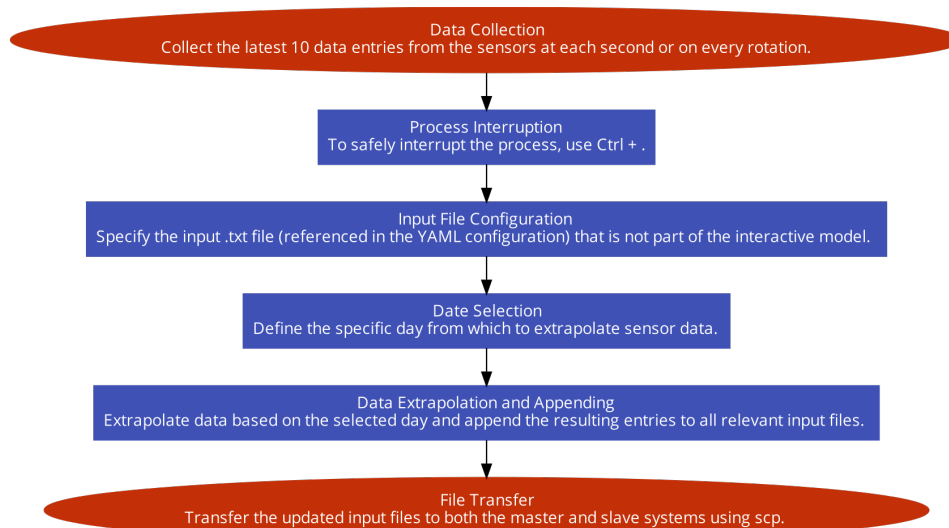 Data Collection
Collect the latest 10 data entries from the sensors at each second or on every rotation.
Process Interruption
To safely interrupt the process, use Ctrl + .
Input File Configuration
Specify the input .txt file (referenced in the YAML configuration) that is not part of the interactive model.
Date Selection
Define the specific day from which to extrapolate sensor data.
Data Extrapolation and Appending
Extrapolate data based on the selected day and append the resulting entries to all relevant input files.
File Transfer
Transfer the updated input files to both the master and slave systems using scp.